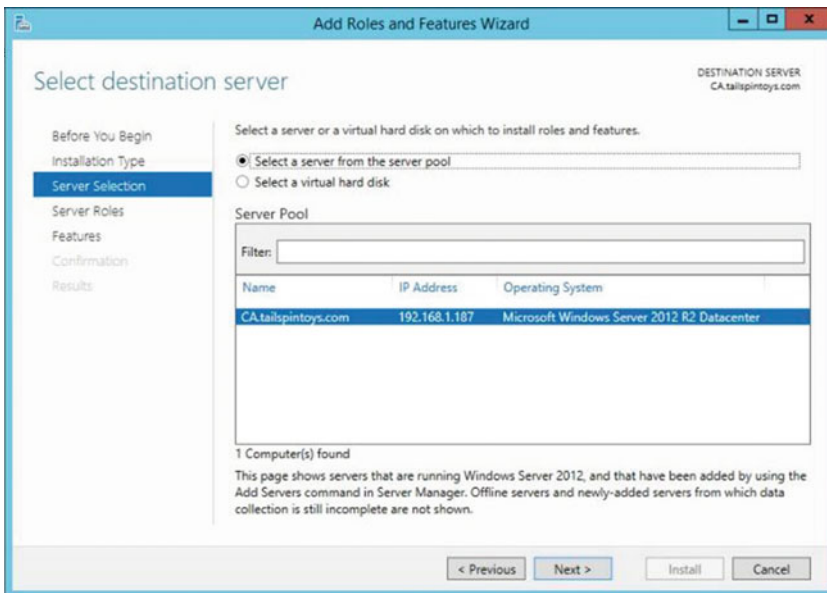 Add Roles and Features Wizard
Select destination server
DESTINATION SERVER
CA.tailspintoys.com
Before You Begin
Installation Type
Server Selection
Server Roles
Features
Confirmation
Results
Select a server or a virtual hard disk on which to install roles and features.
Select a server from the server pool
Select a virtual hard disk
Server Pool
Filter:
Name IP Address Operating System
CA.tailspintoys.com 192.168.1.187 Microsoft Windows Server 2012 R2 Datacenter
1 Computer(s) found
This page shows servers that are running Windows Server 2012, and that have been added by using the
Add Servers command in Server Manager. Offline servers and newly-added servers from which data
collection is still incomplete are not shown.
< Previous Next > Install Cancel